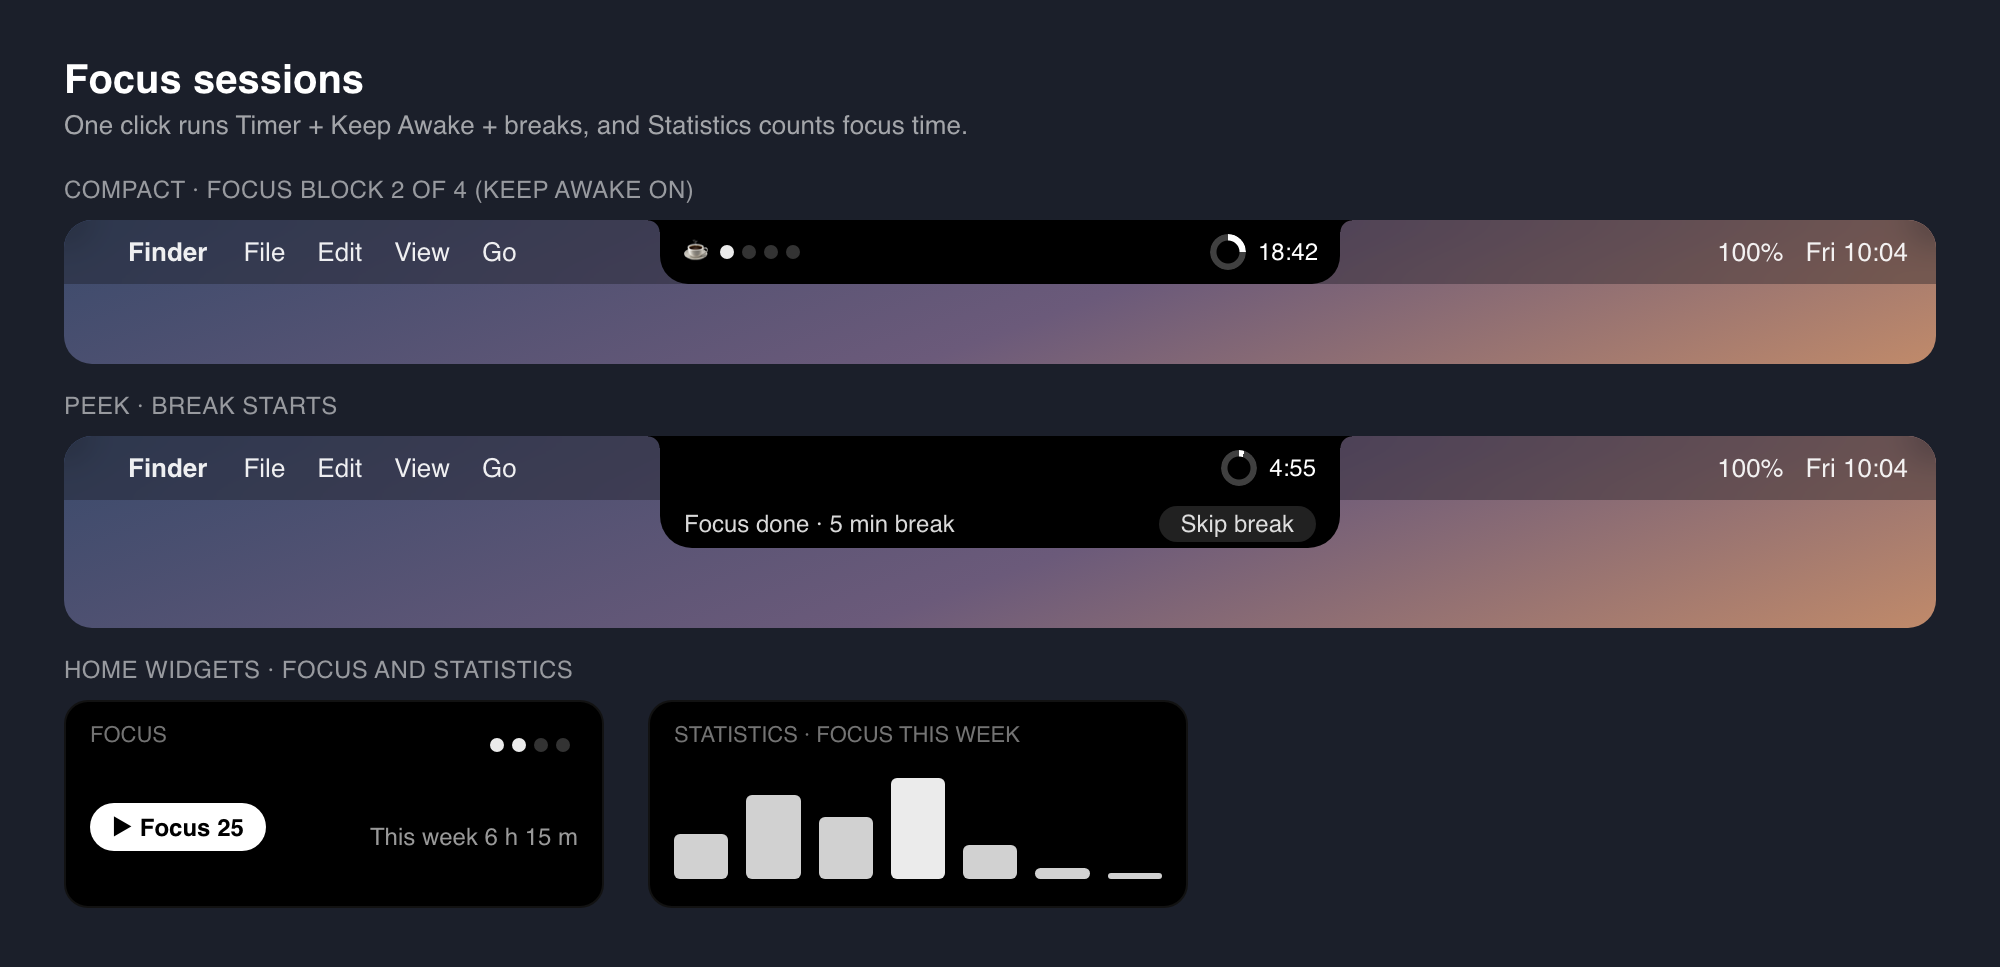 Focus sessions
One click runs Timer + Keep Awake + breaks, and Statistics counts focus time.
COMPACT · FOCUS BLOCK 2 OF 4 (KEEP AWAKE ON)
Finder File Edit View Go 18:42 100% Fri 10:04
PEEK · BREAK STARTS
Finder File Edit View Go 4:55 100% Fri 10:04
Focus done · 5 min break Skip break
HOME WIDGETS · FOCUS AND STATISTICS
FOCUS
Focus 25
This week 6 h 15 m
STATISTICS · FOCUS THIS WEEK